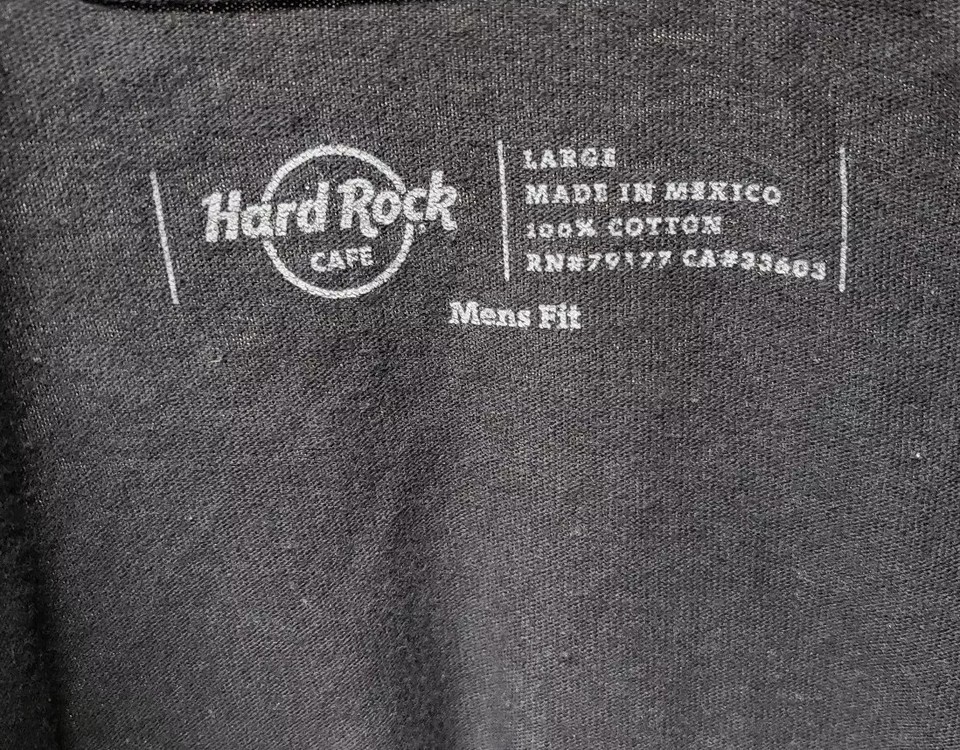 Hard Rock
CAFE
LARGE
MADE IN MEXICO
100% COTTON
RN#79177 CA#33603
Mens Fit